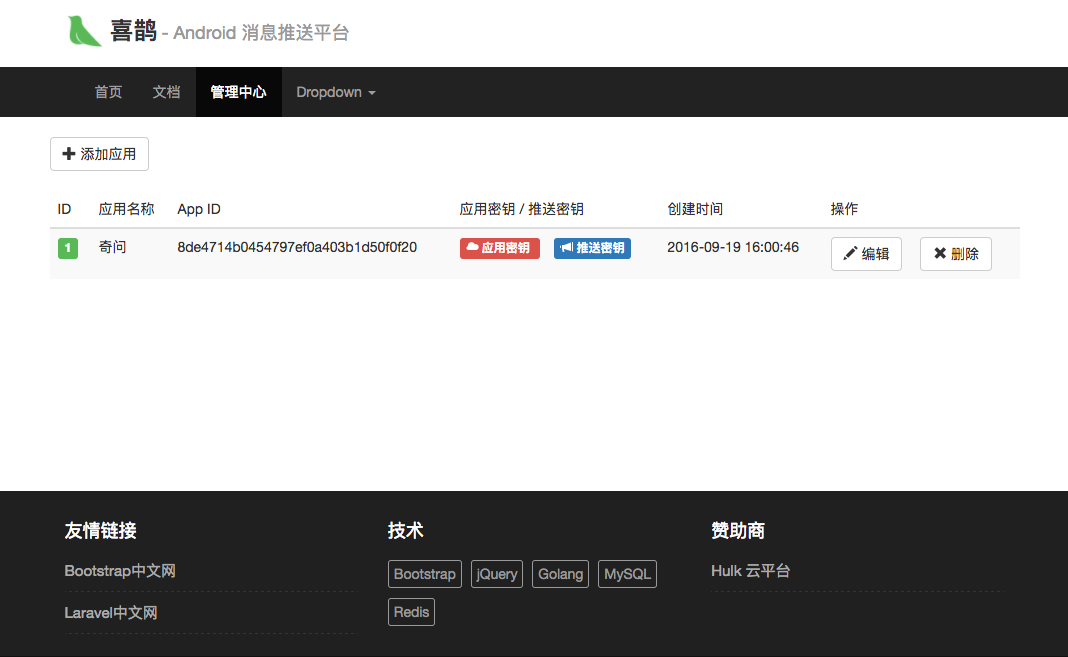 喜鹊 - Android 消息推送平台
首页 文档 管理中心 Dropdown
添加应用
ID 应用名称 App ID 应用密钥 / 推送密钥 创建时间 操作
1 奇问 8de4714b0454797ef0a403b1d50f0f20 应用密钥 推送密钥 2016-09-19 16:00:46 编辑 删除
友情链接 技术 赞助商
Bootstrap中文网 Bootstrap jQuery Golang MySQL Hulk 云平台
Laravel中文网 Redis